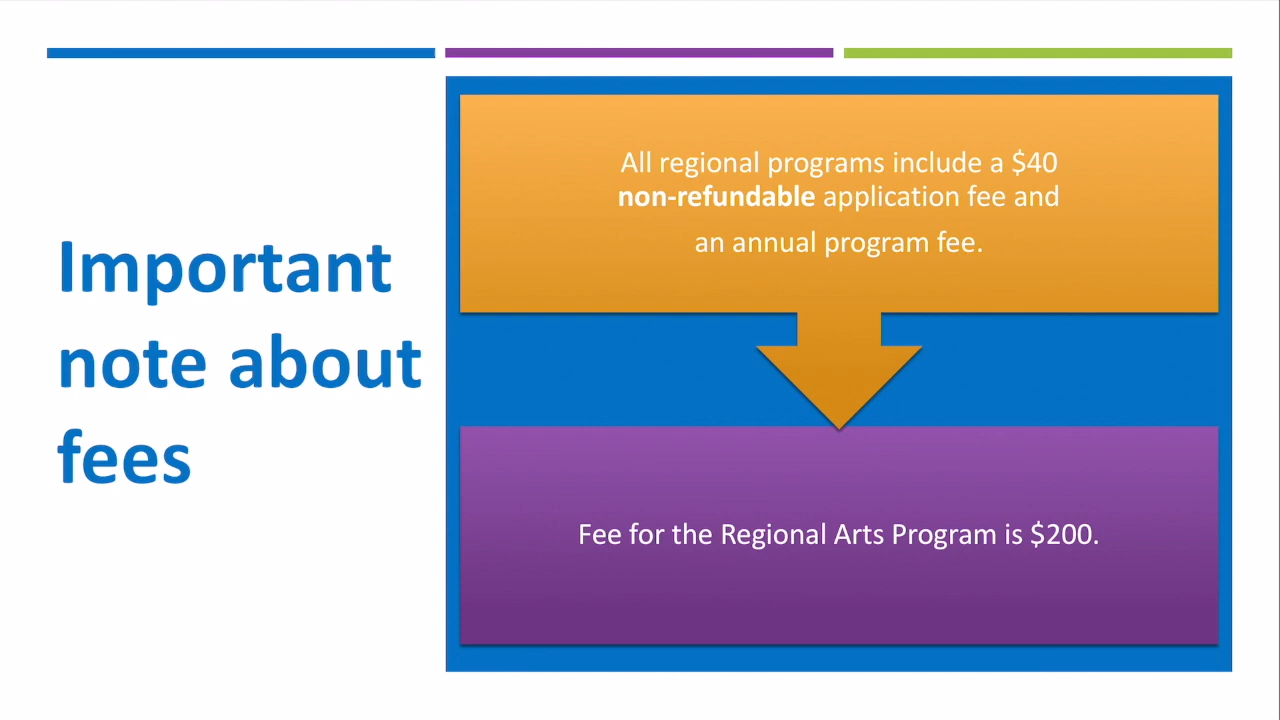 Important
note about
fees
All regional programs include a $40
non-refundable application fee and
an annual program fee.
Fee for the Regional Arts Program is $200.